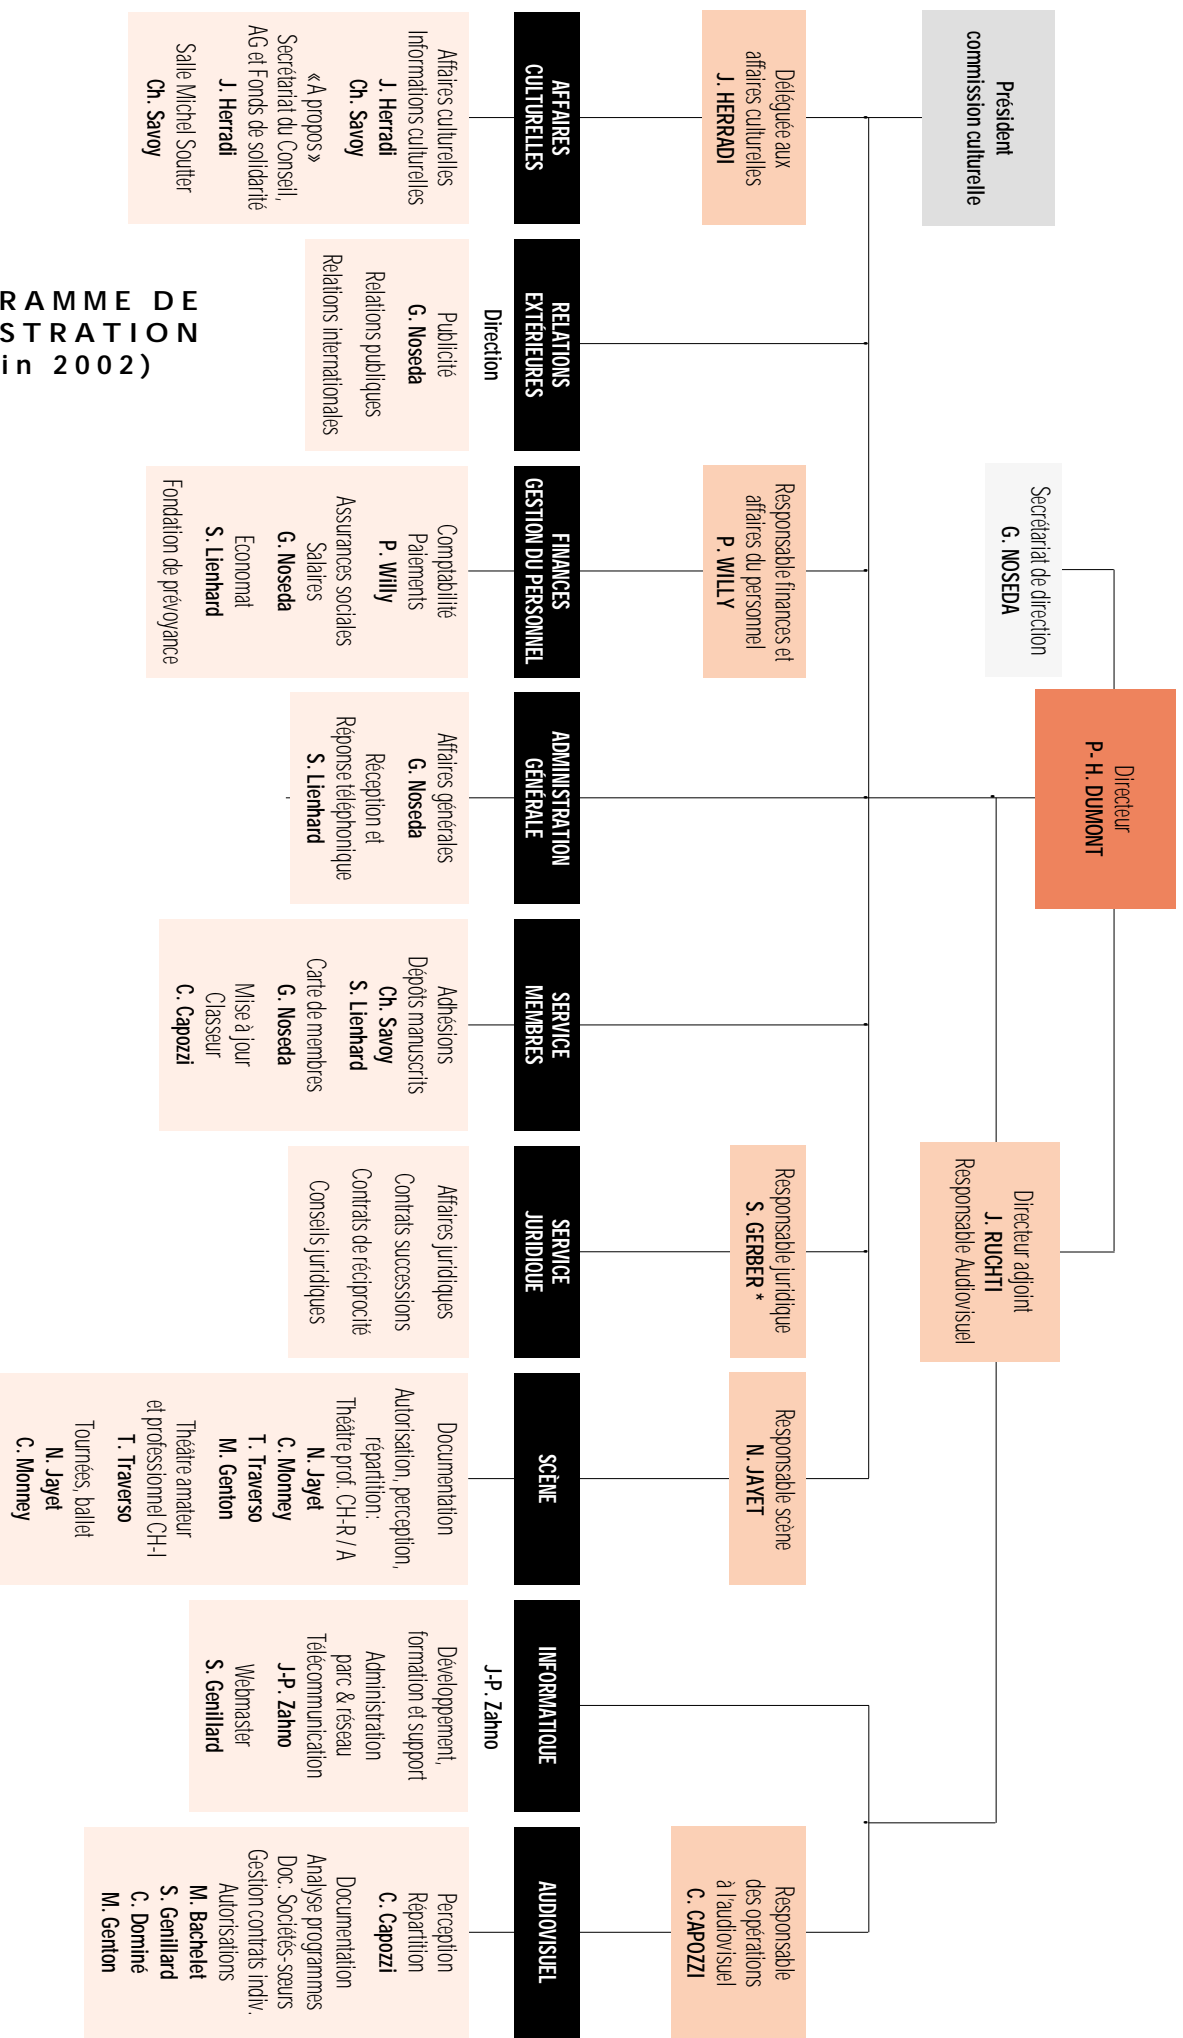 RAMME DE
STRATION
in 2002)
Directeur
P- H. DUMONT
Secrétariat de direction
G. NOSEDA
Directeur adjoint
J. RUCHTI
Responsable Audiovisuel
Président
commission culturelle
Déléguée aux
affaires culturelles
J. HERRADI
Responsable finances et
affaires du personnel
P. WILLY
Responsable juridique
S. GERBER *
Responsable scène
N. JAYET
Responsable
des opérations
à l'audiovisuel
C. CAPOZZI
AFFAIRES
CULTURELLES
Affaires culturelles
Informations culturelles
J. Herradi
Ch. Savoy
« A propos »
Secrétariat du Conseil,
AG et Fonds de solidarité
J. Herradi
Salle Michel Soutter
Ch. Savoy
RELATIONS
EXTÉRIEURES
Direction
Publicité
G. Noseda
Relations publiques
Relations internationales
FINANCES
GESTION DU PERSONNEL
Comptabilité
Paiements
P. Willy
Assurances sociales
Salaires
G. Noseda
Economat
S. Lienhard
Fondation de prévoyance
ADMINISTRATION
GÉNÉRALE
Affaires générales
G. Noseda
Réception et
Réponse téléphonique
S. Lienhard
SERVICE
MEMBRES
Adhésions
Dépôts manuscrits
Ch. Savoy
S. Lienhard
Carte de membres
G. Noseda
Mise à jour
Classeur
C. Capozzi
SERVICE
JURIDIQUE
Affaires juridiques
Contrats successions
Contrats de réciprocité
Conseils juridiques
SCÈNE
Documentation
Autorisation, perception,
répartition:
Théâtre prof. CH-R / A
N. Jayet
C. Monney
T. Traverso
M. Genton
Théâtre amateur
et professionnel CH-I
T. Traverso
Tournées, ballet
N. Jayet
C. Monney
INFORMATIQUE
J-P. Zahno
Développement,
formation et support
Administration
parc & réseau
Télécommunication
J-P. Zahno
Webmaster
S. Genillard
AUDIOVISUEL
Perception
Répartition
C. Capozzi
Documentation
Analyse programmes
Doc. Sociétés-sœurs
Gestion contrats indiv.
Autorisations
M. Bachelet
S. Genillard
C. Dominé
M. Genton